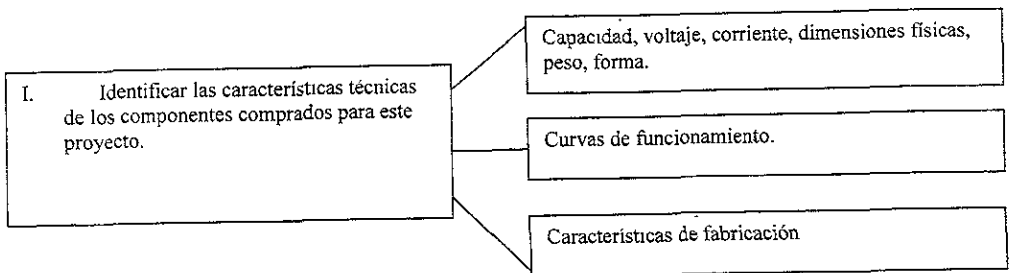 I. Identificar las características técnicas
de los componentes comprados para este
proyecto.
Capacidad, voltaje, corriente, dimensiones físicas,
peso, forma.
Curvas de funcionamiento.
Características de fabricación